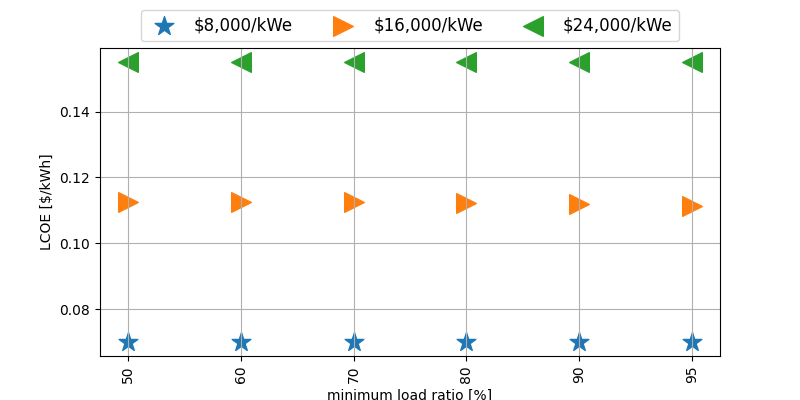 $8,000/kWe $16,000/kWe $24,000/kWe
LCOE [$/kWh]
0.14
0.12
0.10
0.08
50 60 70 80 90 95
minimum load ratio [%]